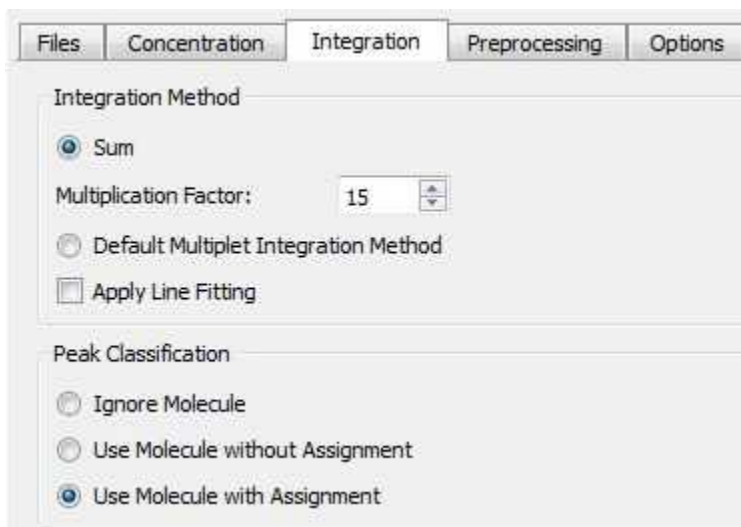 Files Concentration Integration Preprocessing Options
Integration Method
Sum
Multiplication Factor: 15
Default Multiplet Integration Method
Apply Line Fitting
Peak Classification
Ignore Molecule
Use Molecule without Assignment
Use Molecule with Assignment